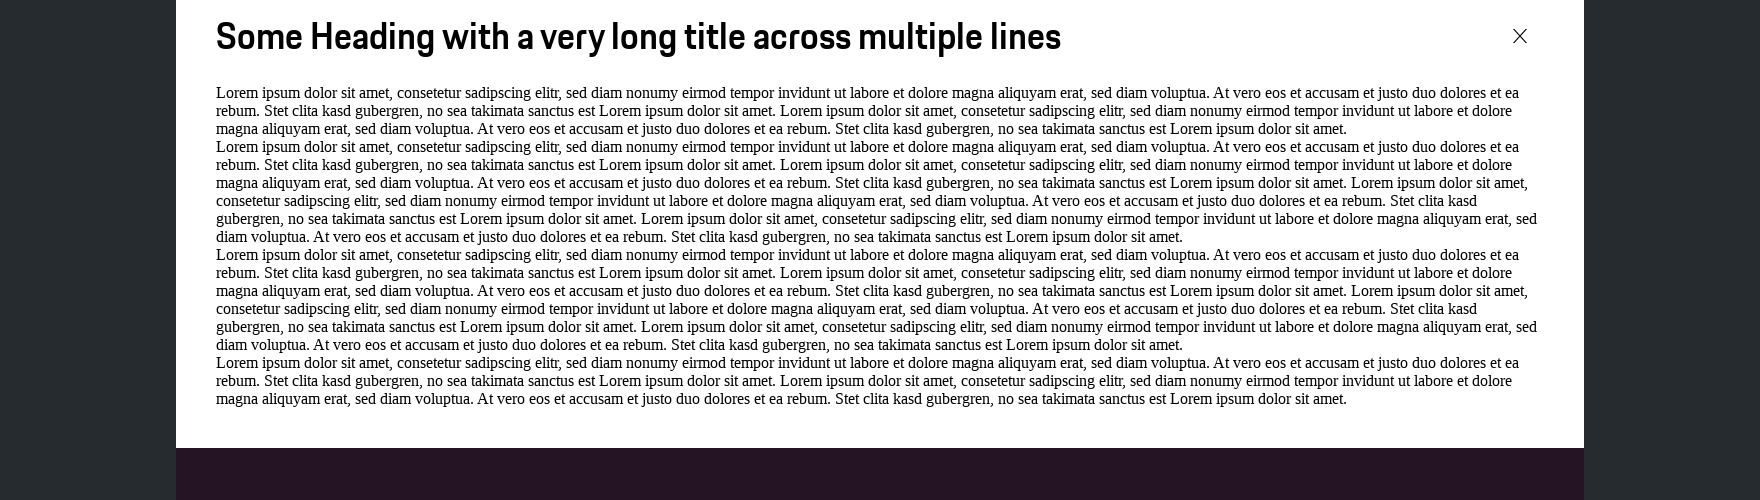 Some Heading with a very long title across multiple lines
Lorem ipsum dolor sit amet, consetetur sadipscing elitr, sed diam nonumy eirmod tempor invidunt ut labore et dolore magna aliquyam erat, sed diam voluptua. At vero eos et accusam et justo duo dolores et ea
rebum. Stet clita kasd gubergren, no sea takimata sanctus est Lorem ipsum dolor sit amet. Lorem ipsum dolor sit amet, consetetur sadipscing elitr, sed diam nonumy eirmod tempor invidunt ut labore et dolore
magna aliquyam erat, sed diam voluptua. At vero eos et accusam et justo duo dolores et ea rebum. Stet clita kasd gubergren, no sea takimata sanctus est Lorem ipsum dolor sit amet.
Lorem ipsum dolor sit amet, consetetur sadipscing elitr, sed diam nonumy eirmod tempor invidunt ut labore et dolore magna aliquyam erat, sed diam voluptua. At vero eos et accusam et justo duo dolores et ea
rebum. Stet clita kasd gubergren, no sea takimata sanctus est Lorem ipsum dolor sit amet. Lorem ipsum dolor sit amet, consetetur sadipscing elitr, sed diam nonumy eirmod tempor invidunt ut labore et dolore
magna aliquyam erat, sed diam voluptua. At vero eos et accusam et justo duo dolores et ea rebum. Stet clita kasd gubergren, no sea takimata sanctus est Lorem ipsum dolor sit amet. Lorem ipsum dolor sit amet,
consetetur sadipscing elitr, sed diam nonumy eirmod tempor invidunt ut labore et dolore magna aliquyam erat, sed diam voluptua. At vero eos et accusam et justo duo dolores et ea rebum. Stet clita kasd
gubergren, no sea takimata sanctus est Lorem ipsum dolor sit amet. Lorem ipsum dolor sit amet, consetetur sadipscing elitr, sed diam nonumy eirmod tempor invidunt ut labore et dolore magna aliquyam erat, sed
diam voluptua. At vero eos et accusam et justo duo dolores et ea rebum. Stet clita kasd gubergren, no sea takimata sanctus est Lorem ipsum dolor sit amet.
Lorem ipsum dolor sit amet, consetetur sadipscing elitr, sed diam nonumy eirmod tempor invidunt ut labore et dolore magna aliquyam erat, sed diam voluptua. At vero eos et accusam et justo duo dolores et ea
rebum. Stet clita kasd gubergren, no sea takimata sanctus est Lorem ipsum dolor sit amet. Lorem ipsum dolor sit amet, consetetur sadipscing elitr, sed diam nonumy eirmod tempor invidunt ut labore et dolore
magna aliquyam erat, sed diam voluptua. At vero eos et accusam et justo duo dolores et ea rebum. Stet clita kasd gubergren, no sea takimata sanctus est Lorem ipsum dolor sit amet. Lorem ipsum dolor sit amet,
consetetur sadipscing elitr, sed diam nonumy eirmod tempor invidunt ut labore et dolore magna aliquyam erat, sed diam voluptua. At vero eos et accusam et justo duo dolores et ea rebum. Stet clita kasd
gubergren, no sea takimata sanctus est Lorem ipsum dolor sit amet. Lorem ipsum dolor sit amet, consetetur sadipscing elitr, sed diam nonumy eirmod tempor invidunt ut labore et dolore magna aliquyam erat, sed
diam voluptua. At vero eos et accusam et justo duo dolores et ea rebum. Stet clita kasd gubergren, no sea takimata sanctus est Lorem ipsum dolor sit amet.
Lorem ipsum dolor sit amet, consetetur sadipscing elitr, sed diam nonumy eirmod tempor invidunt ut labore et dolore magna aliquyam erat, sed diam voluptua. At vero eos et accusam et justo duo dolores et ea
rebum. Stet clita kasd gubergren, no sea takimata sanctus est Lorem ipsum dolor sit amet. Lorem ipsum dolor sit amet, consetetur sadipscing elitr, sed diam nonumy eirmod tempor invidunt ut labore et dolore
magna aliquyam erat, sed diam voluptua. At vero eos et accusam et justo duo dolores et ea rebum. Stet clita kasd gubergren, no sea takimata sanctus est Lorem ipsum dolor sit amet.